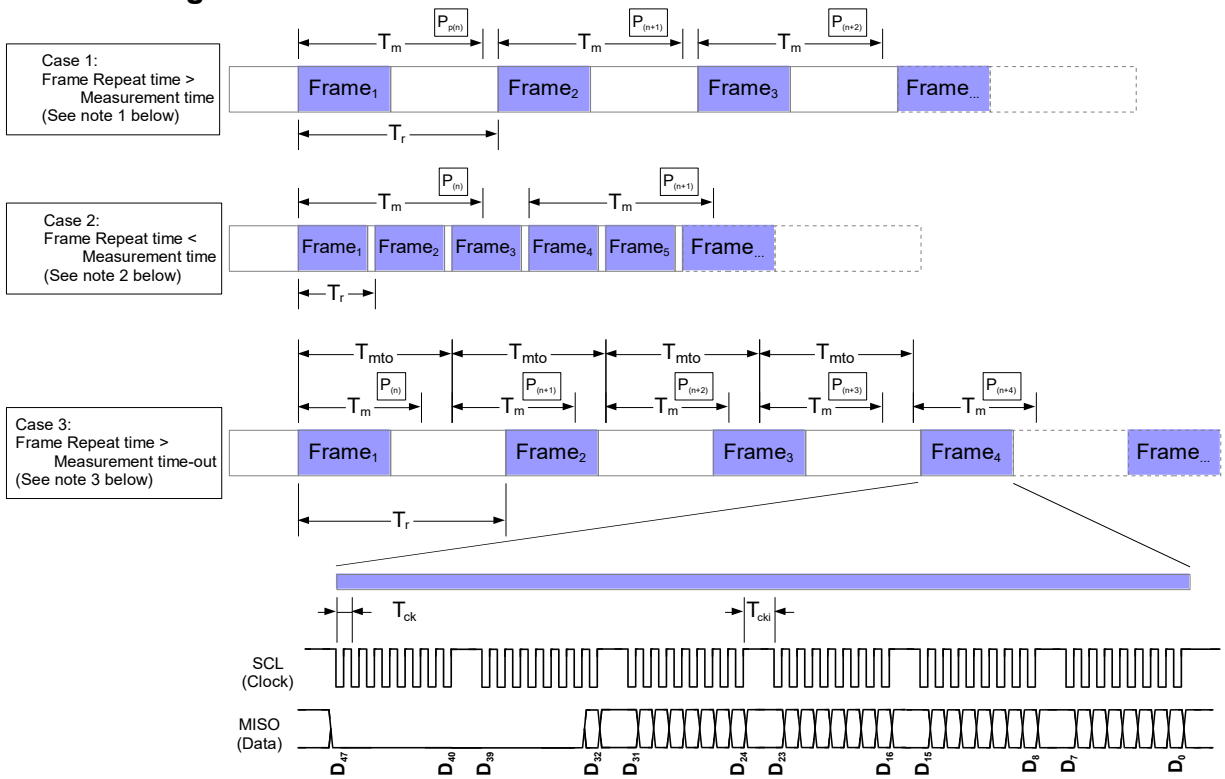 Case 1:
Frame Repeat time >
Measurement time
(See note 1 below)
P p(n)
P (n+1)
P (n+2)
Tm
Tm
Tm
Frame1
Frame2
Frame3
Frame...
Tr
Case 2:
Frame Repeat time <
Measurement time
(See note 2 below)
P (n)
P (n+1)
Tm
Tm
Frame1
Frame2
Frame3
Frame4
Frame5
Frame...
Tr
Tmto
Tmto
Tmto
Tmto
P (n)
P (n+1)
P (n+2)
P (n+3)
P (n+4)
Tm
Tm
Tm
Tm
Tm
Case 3:
Frame Repeat time >
Measurement time-out
(See note 3 below)
Frame1
Frame2
Frame3
Frame4
Frame...
Tr
Tck
Tcki
SCL
(Clock)
MISO
(Data)
D47
D40
D39
D32
D31
D24
D23
D16
D15
D8
D7
D0